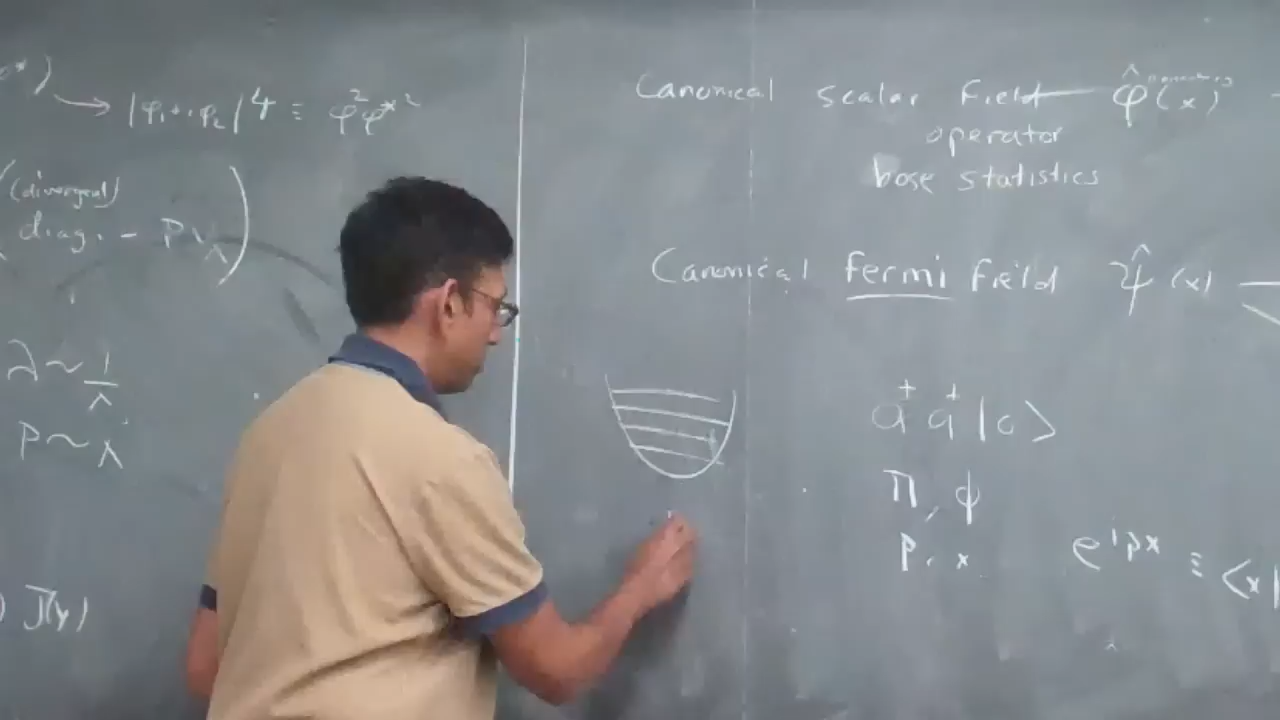 |φ₁+iφ₂|⁴ ≡ φ²φ*²
(divergent)
diag. -
λ ~ 1/Λ
P ~ λ
J(y)
Canonical scalar Field φ̂(x)
operator
bose statistics
Canonical fermi field ψ̂(x)
a⁺ a⁺ |0>
Π, φ
P, x
e^{ipx} ≡ <x|